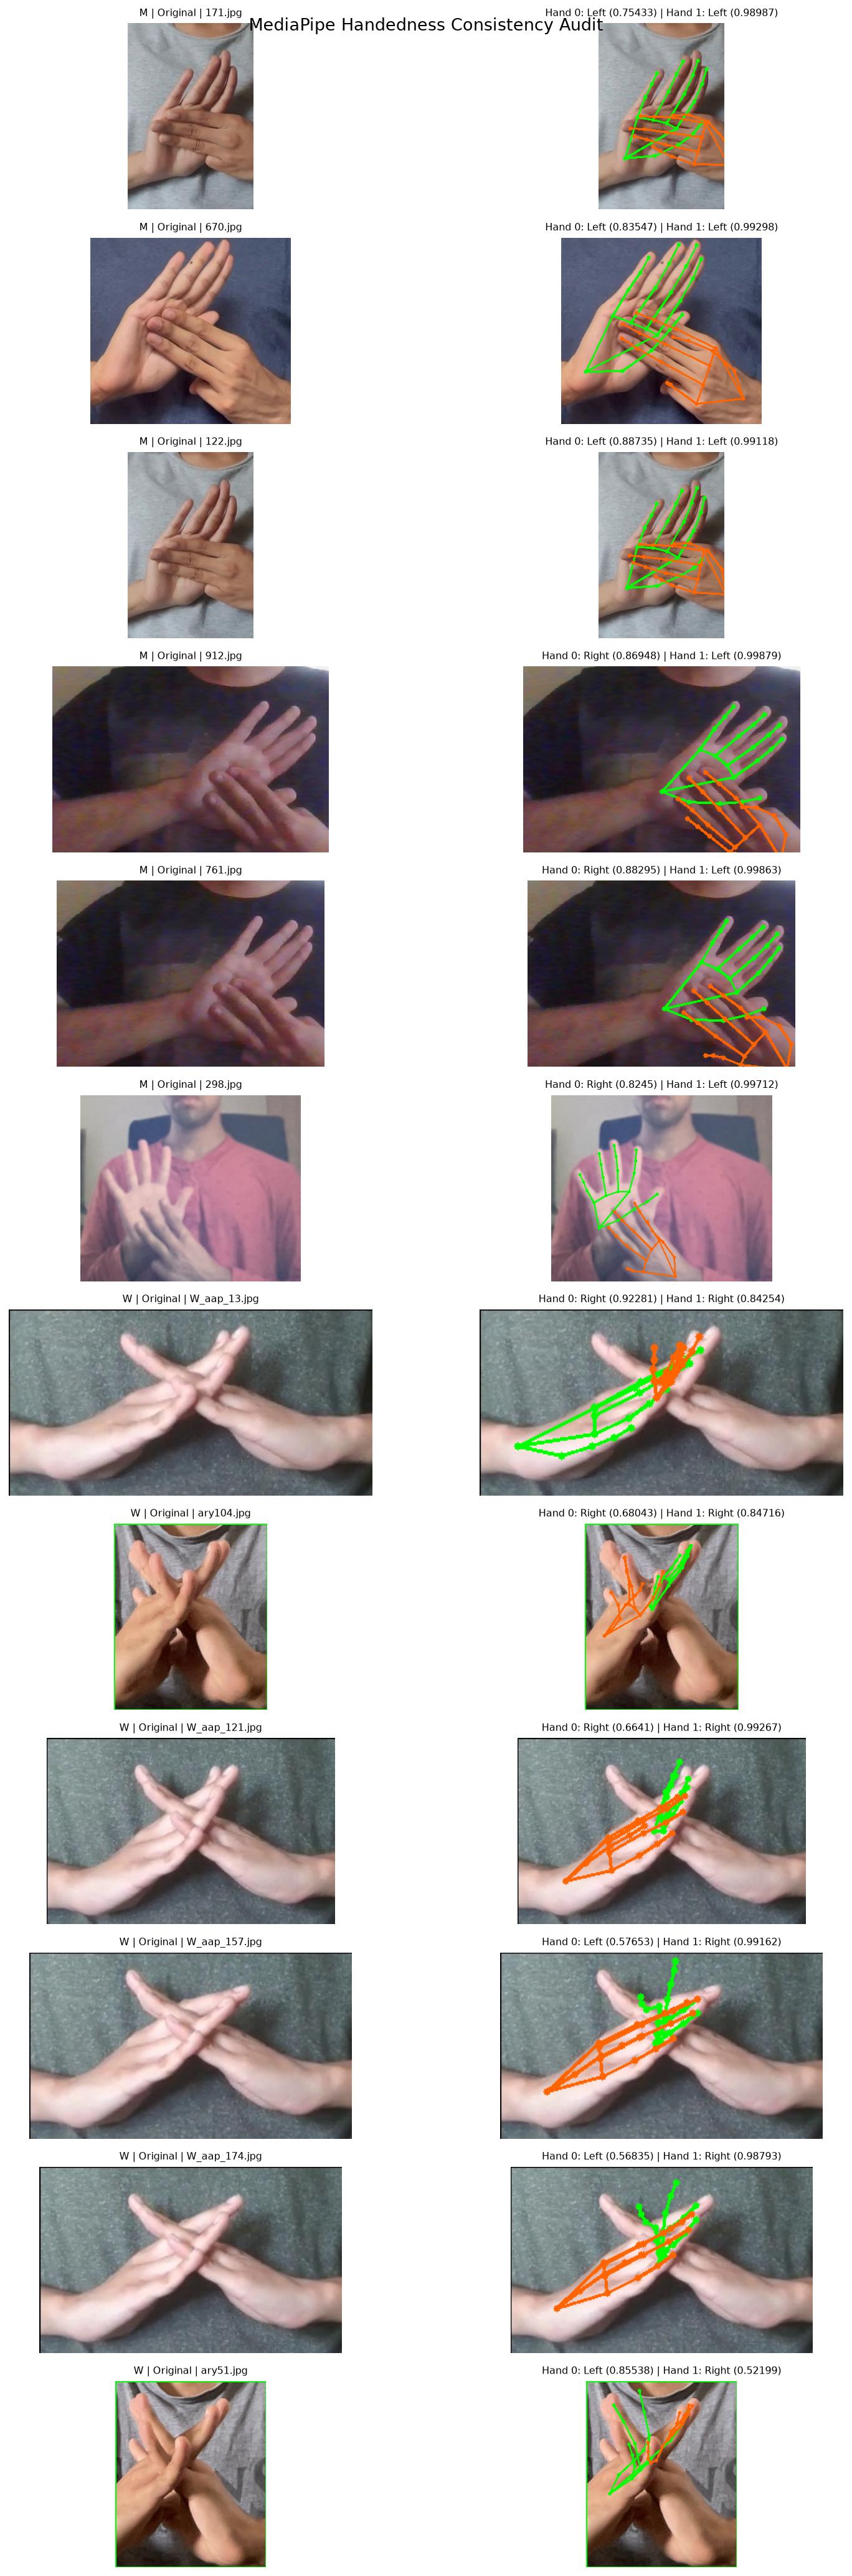 MediaPipe Handedness Consistency Audit
M | Original | 171.jpg
Hand 0: Left (0.75433) | Hand 1: Left (0.98987)
M | Original | 670.jpg
Hand 0: Left (0.83547) | Hand 1: Left (0.99298)
M | Original | 122.jpg
Hand 0: Left (0.88735) | Hand 1: Left (0.99118)
M | Original | 912.jpg
Hand 0: Right (0.86948) | Hand 1: Left (0.99879)
M | Original | 761.jpg
Hand 0: Right (0.88295) | Hand 1: Left (0.99863)
M | Original | 298.jpg
Hand 0: Right (0.8245) | Hand 1: Left (0.99712)
W | Original | W_aap_13.jpg
Hand 0: Right (0.92281) | Hand 1: Right (0.84254)
W | Original | ary104.jpg
Hand 0: Right (0.68043) | Hand 1: Right (0.84716)
W | Original | W_aap_121.jpg
Hand 0: Right (0.6641) | Hand 1: Right (0.99267)
W | Original | W_aap_157.jpg
Hand 0: Left (0.57653) | Hand 1: Right (0.99162)
W | Original | W_aap_174.jpg
Hand 0: Left (0.56835) | Hand 1: Right (0.98793)
W | Original | ary51.jpg
Hand 0: Left (0.85538) | Hand 1: Right (0.52199)